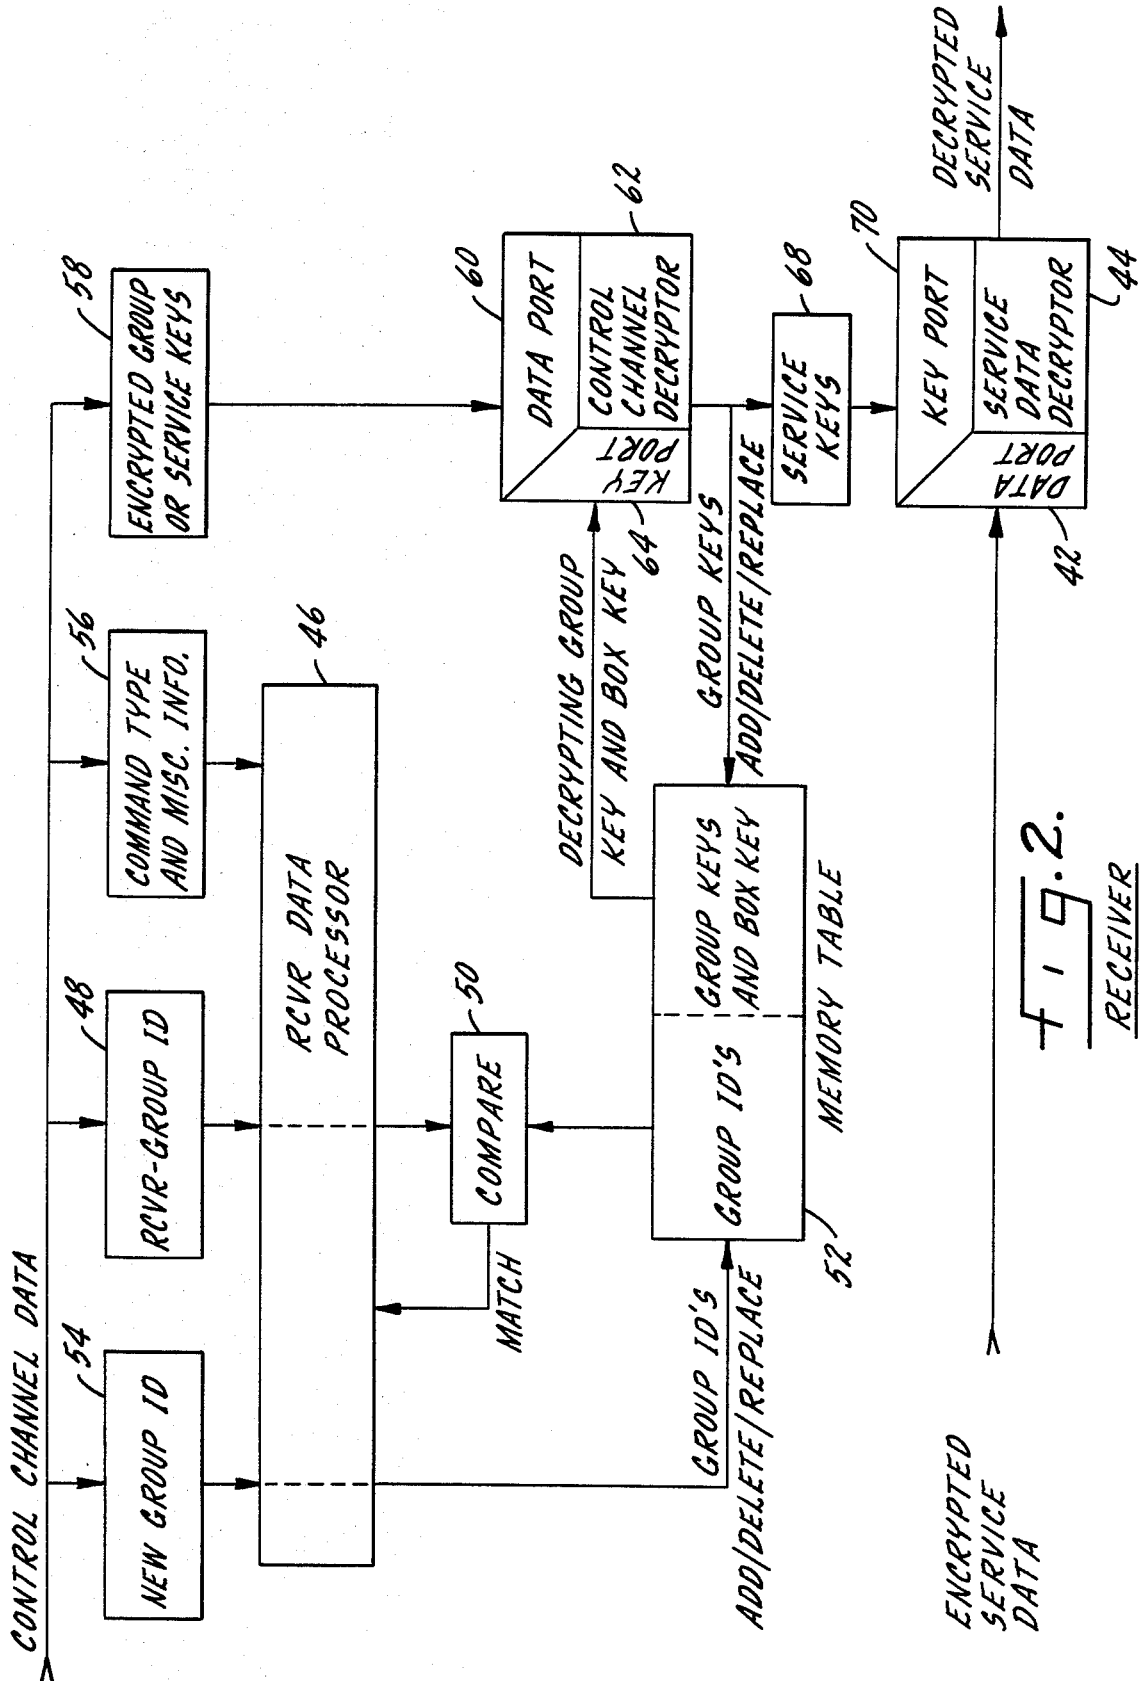 CONTROL CHANNEL DATA
54
NEW GROUP ID
48
RCVR-GROUP ID
56
COMMAND TYPE
AND MISC. INFO.
58
ENCRYPTED GROUP
OR SERVICE KEYS
46
RCVR DATA
PROCESSOR
MATCH
50
COMPARE
60
DATA PORT
KEY
PORT
64
CONTROL
CHANNEL
DECRYPTOR
62
DECRYPTING GROUP
KEY AND BOX KEY
GROUP ID'S
ADD/DELETE/REPLACE
GROUP ID'S
GROUP KEYS
AND BOX KEY
52
MEMORY TABLE
GROUP KEYS
ADD/DELETE/REPLACE
SERVICE
KEYS
68
70
KEY PORT
DATA
PORT
42
SERVICE
DATA
DECRYPTOR
44
ENCRYPTED
SERVICE
DATA
DECRYPTED
SERVICE
DATA
Fig. 2.
RECEIVER